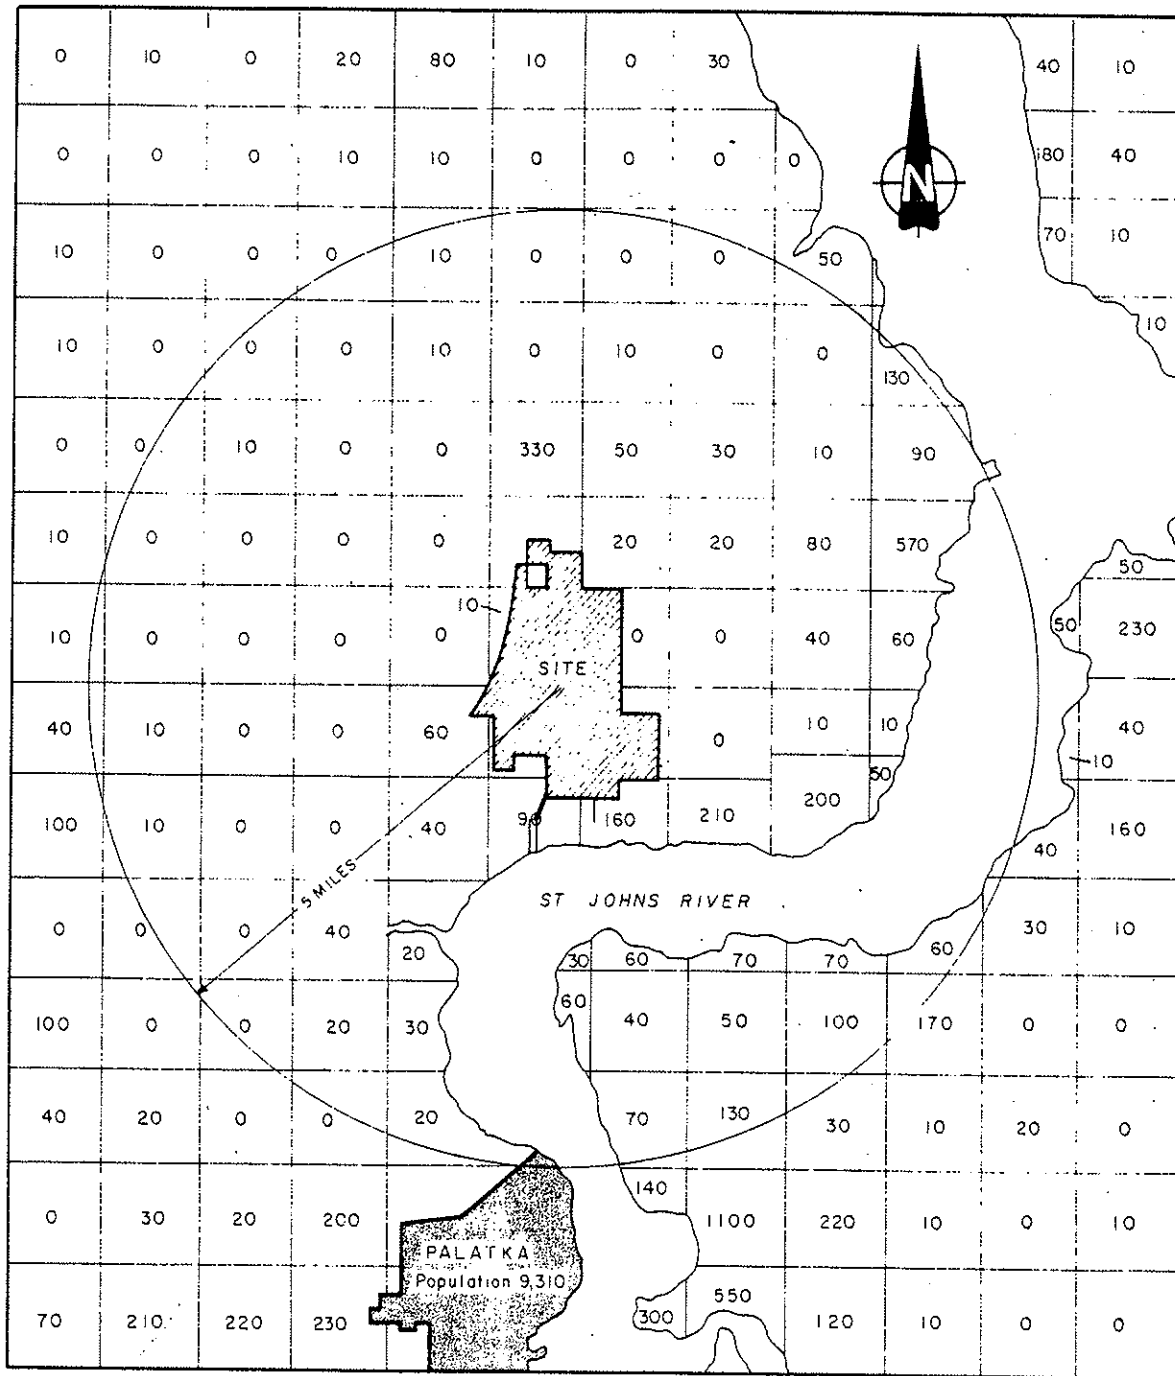 0 10 0 20 80 10 0 30 40 10
0 0 0 10 10 0 0 0 0 180 40
N
10 0 0 0 10 0 0 0 50 70 10
10 0 0 0 10 0 10 0 0 130 10
0 0 10 0 0 330 50 30 10 90
10 0 0 0 0 20 20 80 570 50
10
10 0 0 0 0 0 0 40 60 50 230
SITE
40 10 0 0 60 0 10 10 40
10
50
100 10 0 0 40 90 160 210 200 40 160
5 MILES
ST JOHNS RIVER
0 0 0 40 20 30 60 70 70 60 30 10
60
100 0 0 20 30 40 50 100 170 0 0
40 20 0 0 20 70 130 30 10 20 0
140
0 30 20 200 1100 220 10 0 10
PALATKA
Population 9,310
70 210 220 230 300 550 120 10 0 0